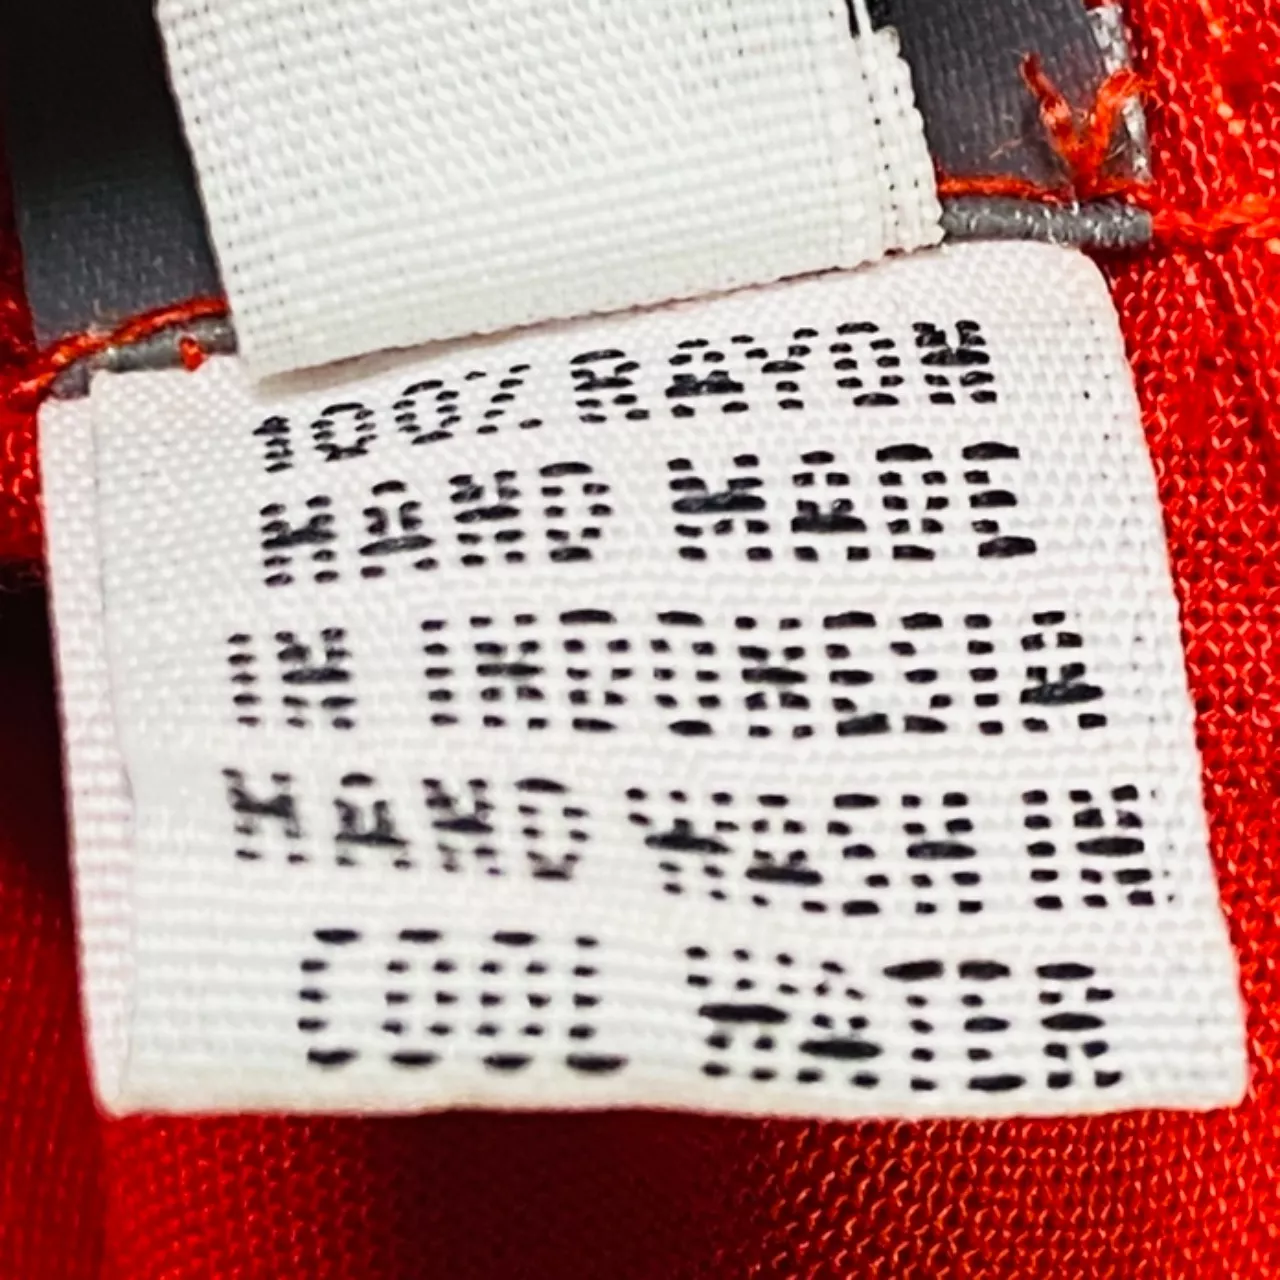 100% RAYON
HAND MADE
IN INDONESIA
HAND WASH IN
COOL WATER